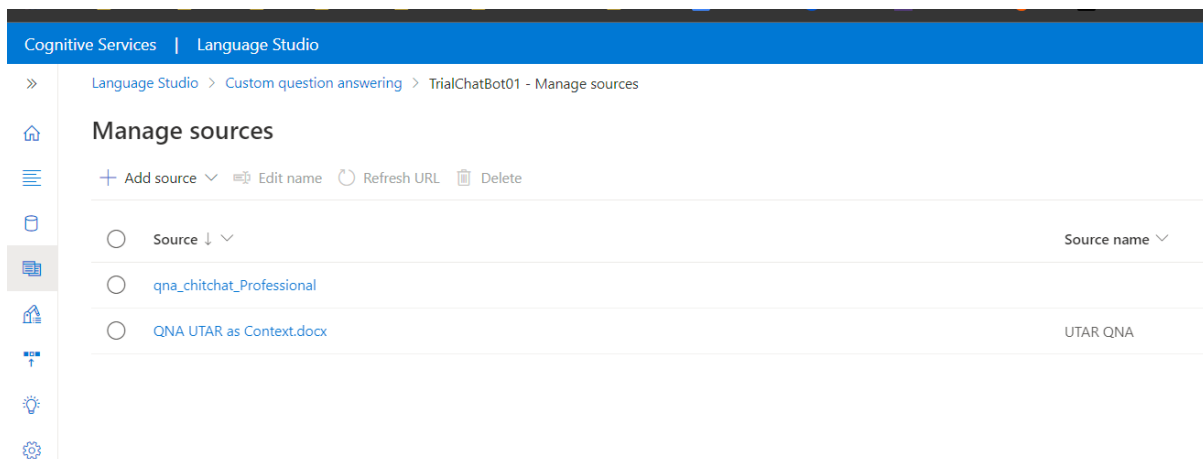 Cognitive Services | Language Studio
Language Studio > Custom question answering > TrialChatBot01 - Manage sources
Manage sources
Add source Edit name Refresh URL Delete
Source ↓ Source name
qna_chitchat_Professional
QNA UTAR as Context.docx UTAR QNA